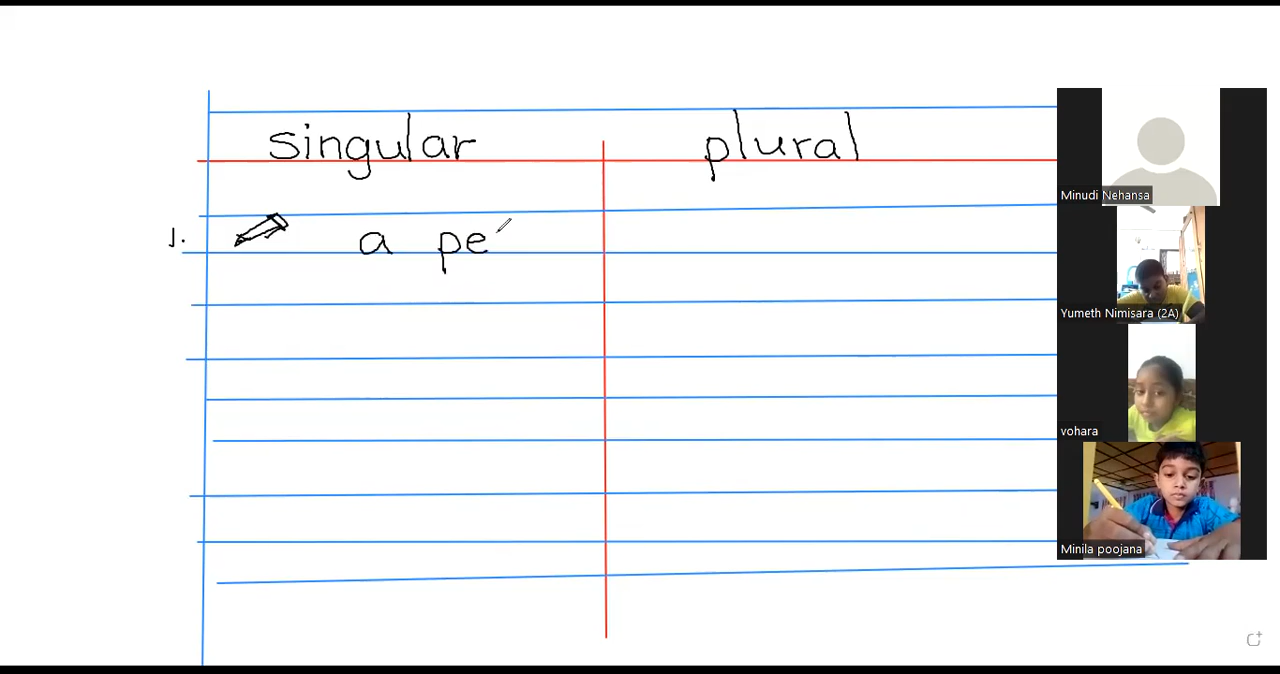 singular plural
1. a pe
Minudi Nehansa
Yumeth Nimisara (2A)
vohara
Minila poojana